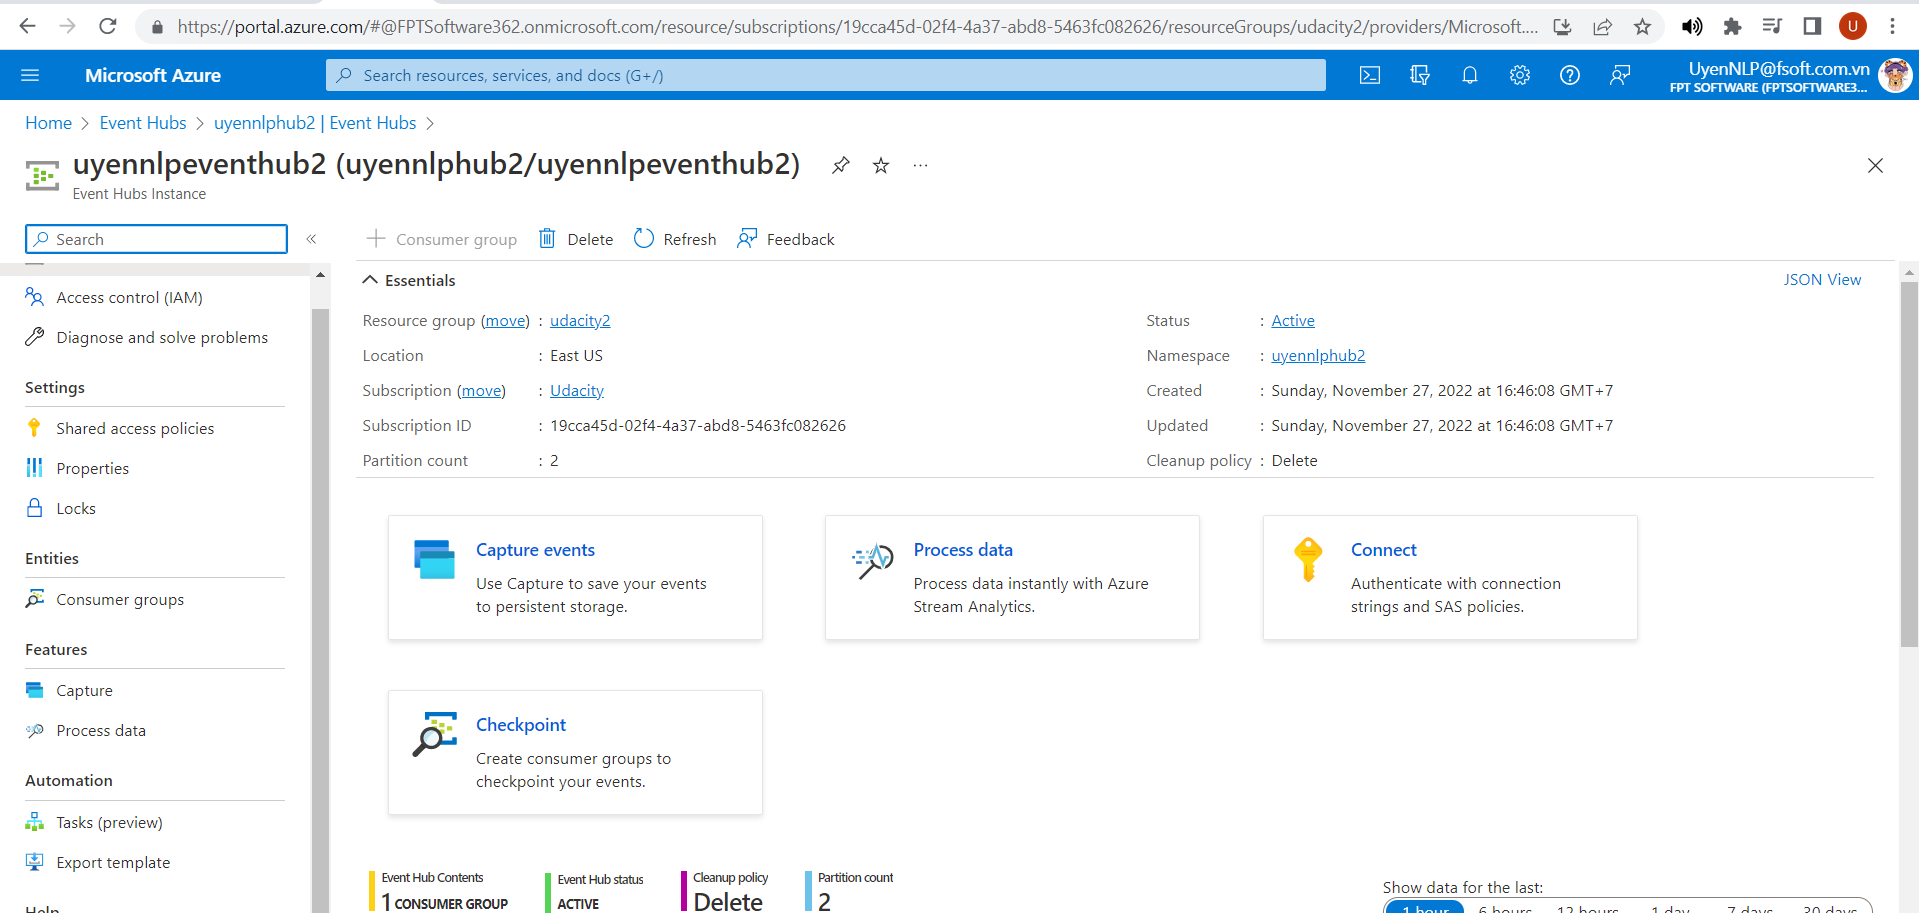 https://portal.azure.com/#@FPTSoftware362.onmicrosoft.com/resource/subscriptions/19cca45d-02f4-4a37-abd8-5463fc082626/resourceGroups/udacity2/providers/Microsoft....
U
Microsoft Azure
Search resources, services, and docs (G+/)
UyenNLP@fsoft.com.vn
FPT SOFTWARE (FPTSOFTWARE3...
Home > Event Hubs > uyennlphub2 | Event Hubs >
uyennlpeventhub2 (uyennlphub2/uyennlpeventhub2)
Event Hubs Instance
Search
Consumer group
Delete
Refresh
Feedback
Access control (IAM)
Diagnose and solve problems
Settings
Shared access policies
Properties
Locks
Entities
Consumer groups
Features
Capture
Process data
Automation
Tasks (preview)
Export template
Help
Essentials
JSON View
Resource group (move) : udacity2
Location : East US
Subscription (move) : Udacity
Subscription ID : 19cca45d-02f4-4a37-abd8-5463fc082626
Partition count : 2
Status : Active
Namespace : uyennlphub2
Created : Sunday, November 27, 2022 at 16:46:08 GMT+7
Updated : Sunday, November 27, 2022 at 16:46:08 GMT+7
Cleanup policy : Delete
Capture events
Use Capture to save your events
to persistent storage.
Process data
Process data instantly with Azure
Stream Analytics.
Connect
Authenticate with connection
strings and SAS policies.
Checkpoint
Create consumer groups to
checkpoint your events.
Event Hub Contents
1 CONSUMER GROUP
Event Hub status
ACTIVE
Cleanup policy
Delete
Partition count
2
Show data for the last:
1 hour 6 hours 12 hours 1 day 7 days 30 days